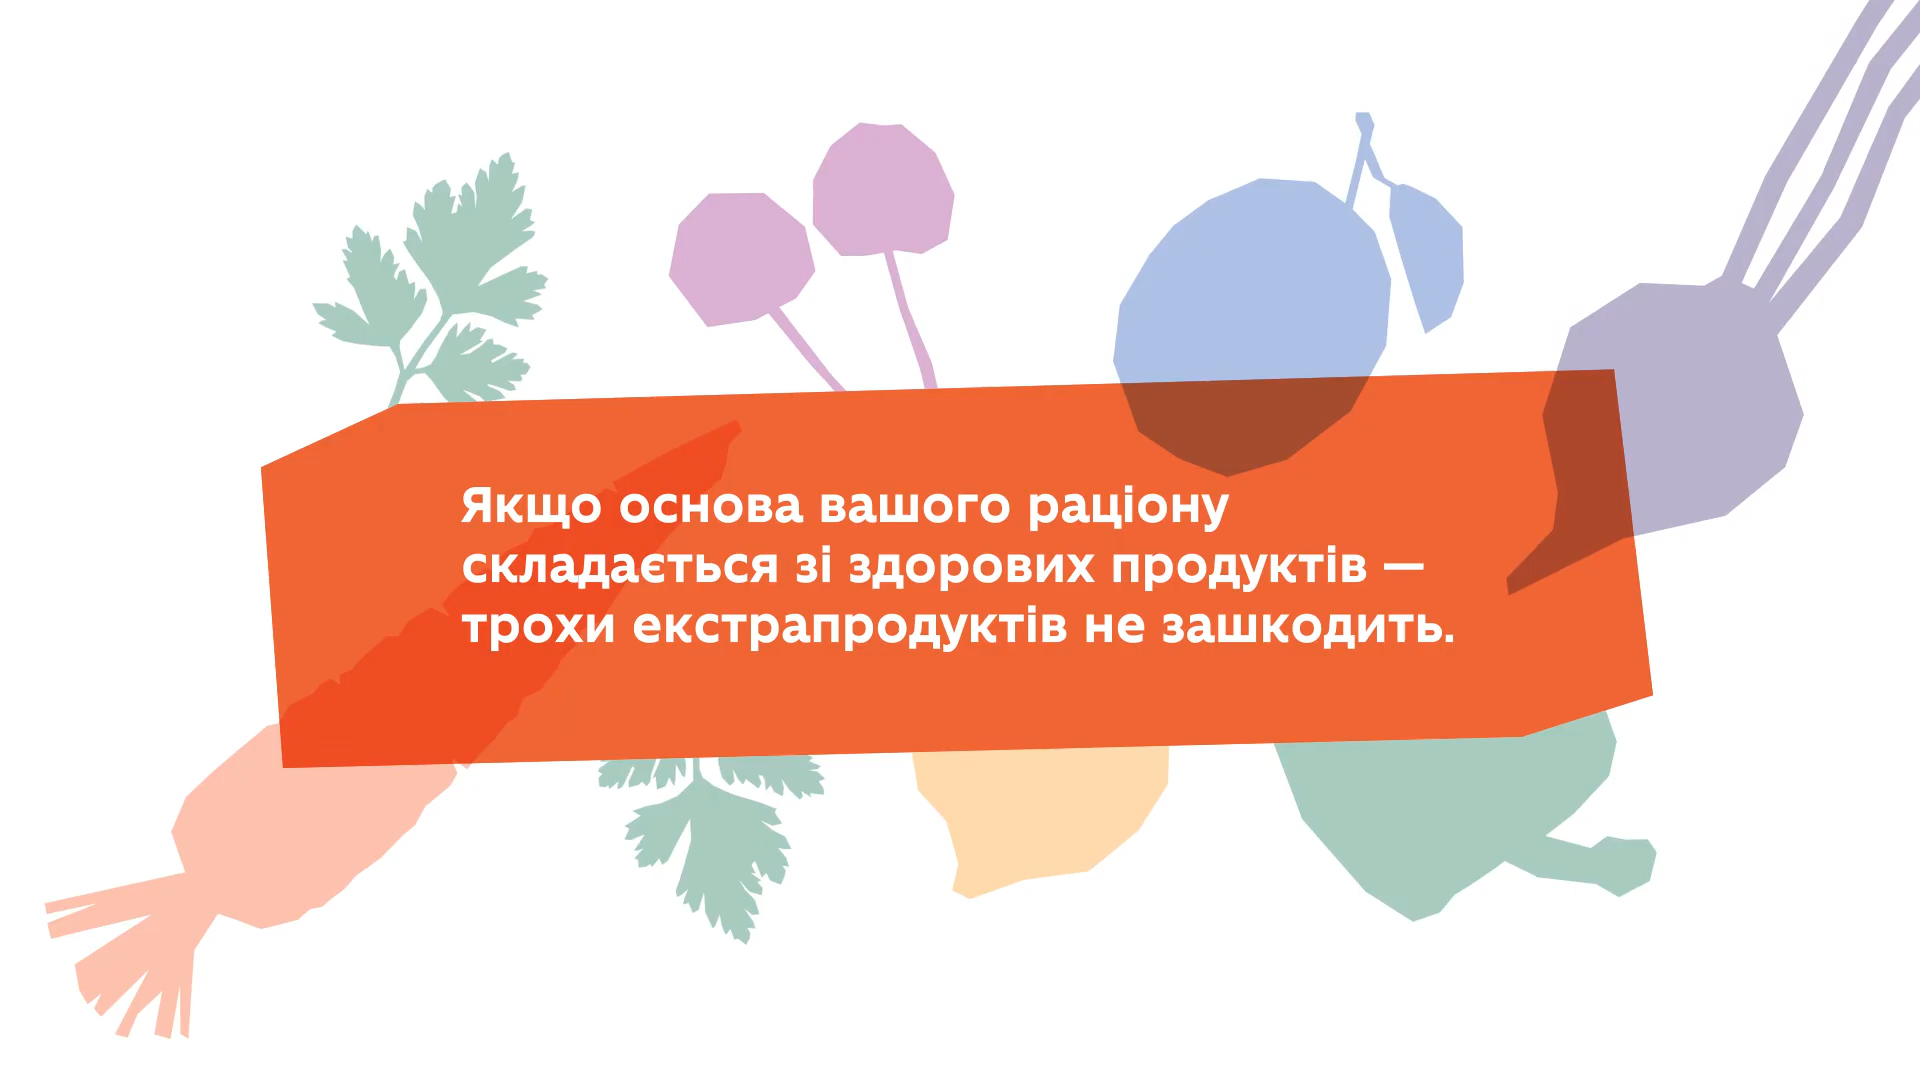 Якщо основа вашого раціону
складається зі здорових продуктів —
трохи екстрапродуктів не зашкодить.